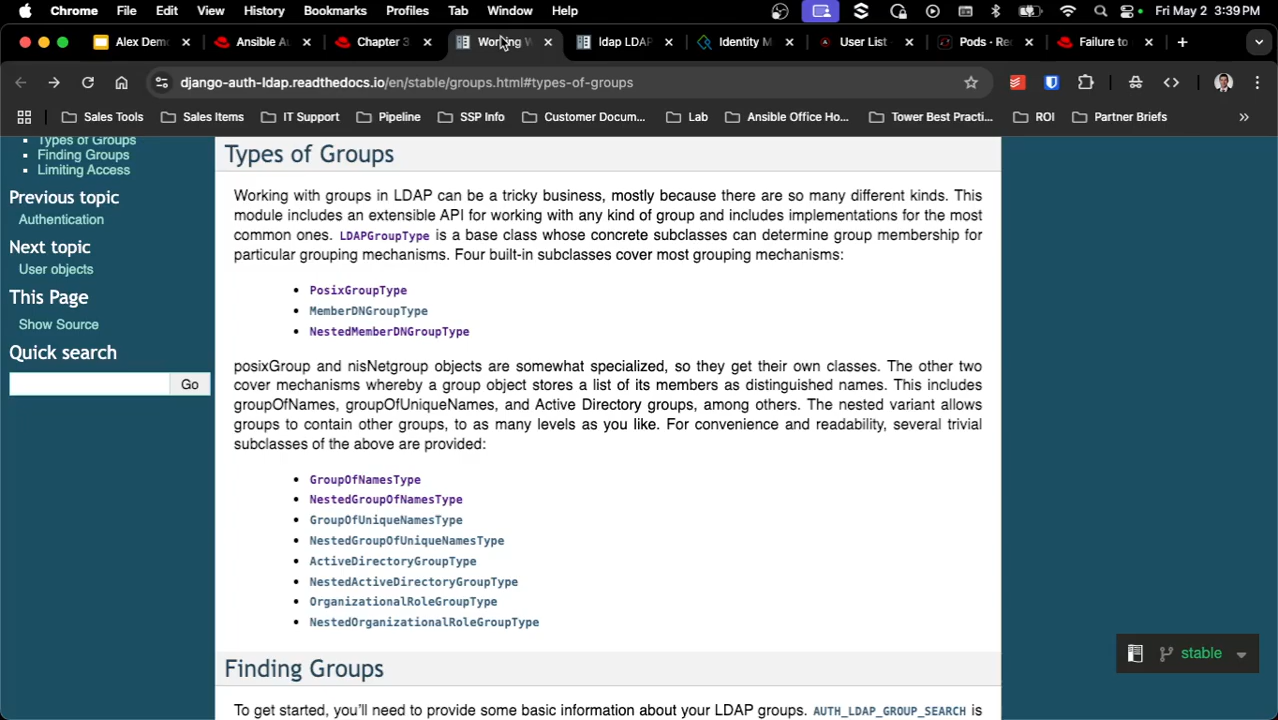 Chrome File Edit View History Bookmarks Profiles Tab Window Help Fri May 2 3:39 PM
Alex Demo Ansible Au Chapter 3 Working W ldap LDAP Identity M User List - Pods · Re Failure to
django-auth-ldap.readthedocs.io/en/stable/groups.html#types-of-groups
Sales Tools Sales Items IT Support Pipeline SSP Info Customer Docum... Lab Ansible Office Ho... Tower Best Practi... ROI Partner Briefs
Types of Groups
Finding Groups
Limiting Access
Previous topic
Authentication
Next topic
User objects
This Page
Show Source
Quick search
Go
Types of Groups
Working with groups in LDAP can be a tricky business, mostly because there are so many different kinds. This
module includes an extensible API for working with any kind of group and includes implementations for the most
common ones. LDAPGroupType is a base class whose concrete subclasses can determine group membership for
particular grouping mechanisms. Four built-in subclasses cover most grouping mechanisms:
PosixGroupType
MemberDNGroupType
NestedMemberDNGroupType
posixGroup and nisNetgroup objects are somewhat specialized, so they get their own classes. The other two
cover mechanisms whereby a group object stores a list of its members as distinguished names. This includes
groupOfNames, groupOfUniqueNames, and Active Directory groups, among others. The nested variant allows
groups to contain other groups, to as many levels as you like. For convenience and readability, several trivial
subclasses of the above are provided:
GroupOfNamesType
NestedGroupOfNamesType
GroupOfUniqueNamesType
NestedGroupOfUniqueNamesType
ActiveDirectoryGroupType
NestedActiveDirectoryGroupType
OrganizationalRoleGroupType
NestedOrganizationalRoleGroupType
Finding Groups
To get started, you'll need to provide some basic information about your LDAP groups. AUTH_LDAP_GROUP_SEARCH is
stable